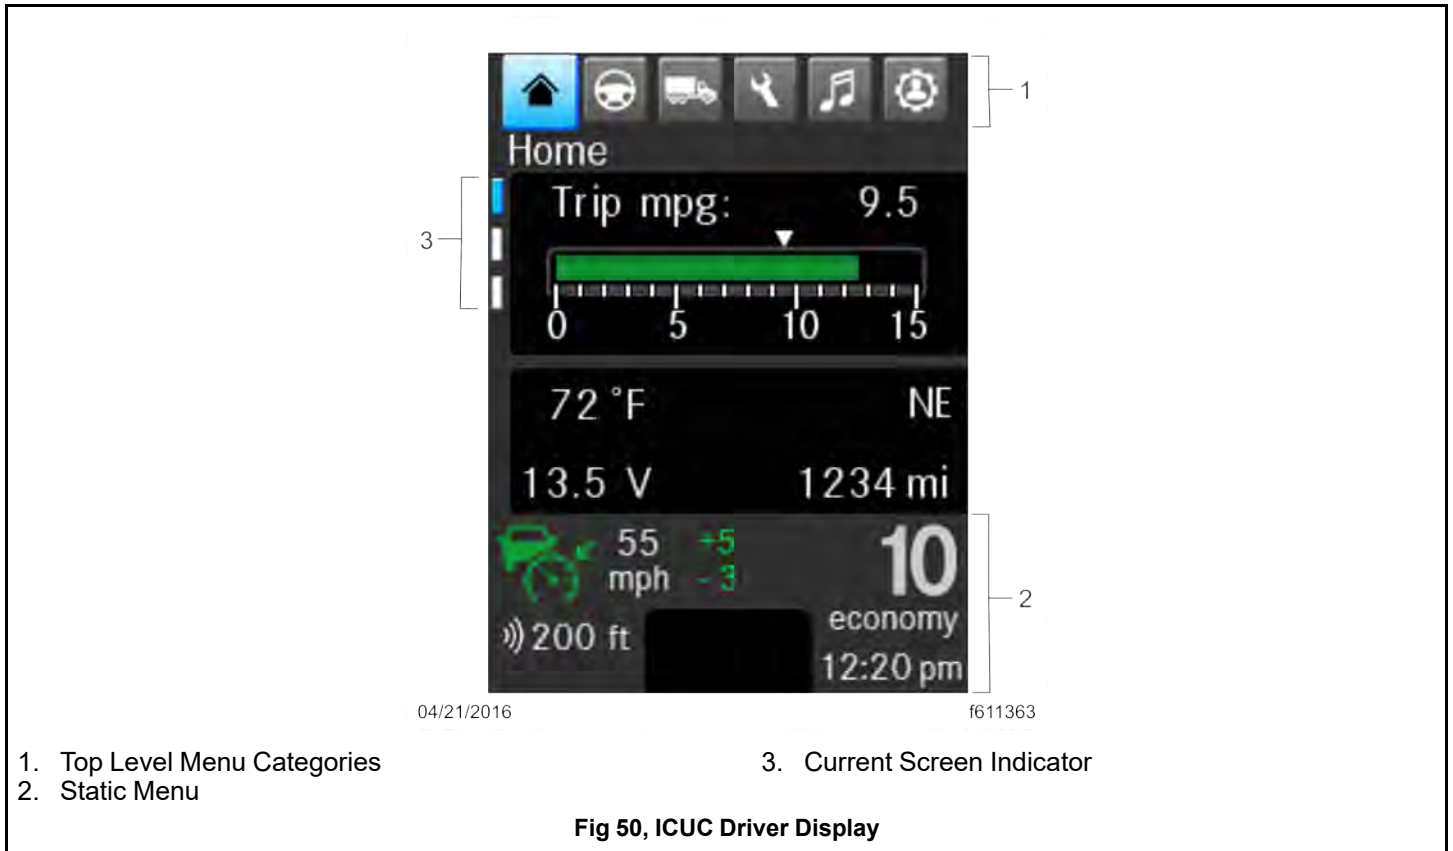 1
Home
3
Trip mpg: 9.5
0 5 10 15
72 °F NE
13.5 V 1234 mi
55 +5 10
mph - 3
economy
2
200 ft
12:20 pm
04/21/2016 f611363
1. Top Level Menu Categories 3. Current Screen Indicator
2. Static Menu
Fig 50, ICUC Driver Display